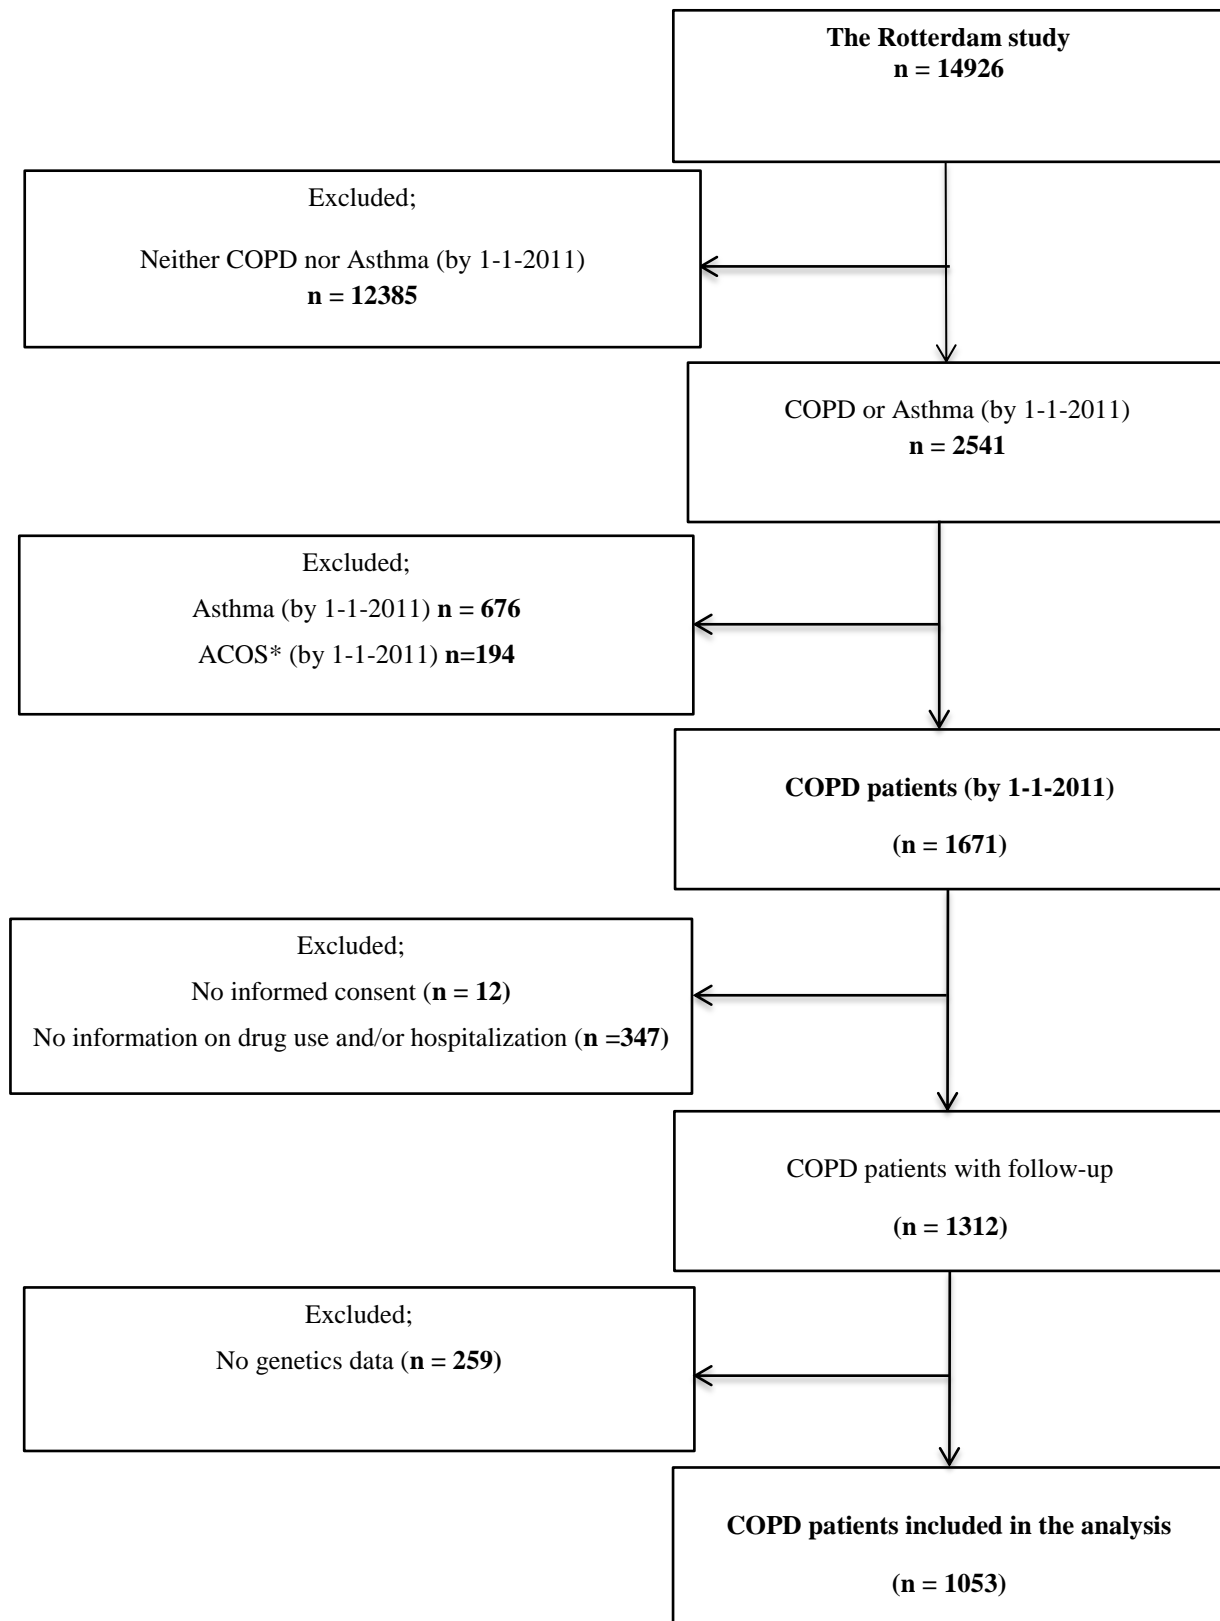 The Rotterdam study
n = 14926
Excluded;
Neither COPD nor Asthma (by 1-1-2011)
n = 12385
COPD or Asthma (by 1-1-2011)
n = 2541
Excluded;
Asthma (by 1-1-2011) n = 676
ACOS* (by 1-1-2011) n=194
COPD patients (by 1-1-2011)
(n = 1671)
Excluded;
No informed consent (n = 12)
No information on drug use and/or hospitalization (n =347)
COPD patients with follow-up
(n = 1312)
Excluded;
No genetics data (n = 259)
COPD patients included in the analysis
(n = 1053)